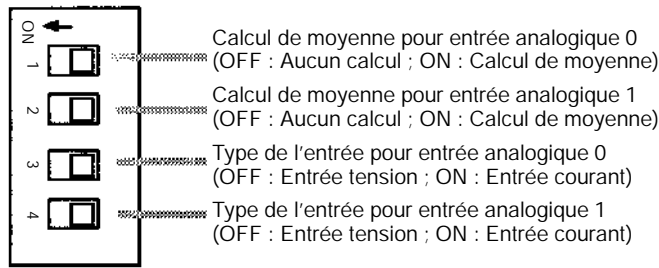 ON
1
Calcul de moyenne pour entrée analogique 0
(OFF : Aucun calcul ; ON : Calcul de moyenne)
2
Calcul de moyenne pour entrée analogique 1
(OFF : Aucun calcul ; ON : Calcul de moyenne)
3
Type de l'entrée pour entrée analogique 0
(OFF : Entrée tension ; ON : Entrée courant)
4
Type de l'entrée pour entrée analogique 1
(OFF : Entrée tension ; ON : Entrée courant)